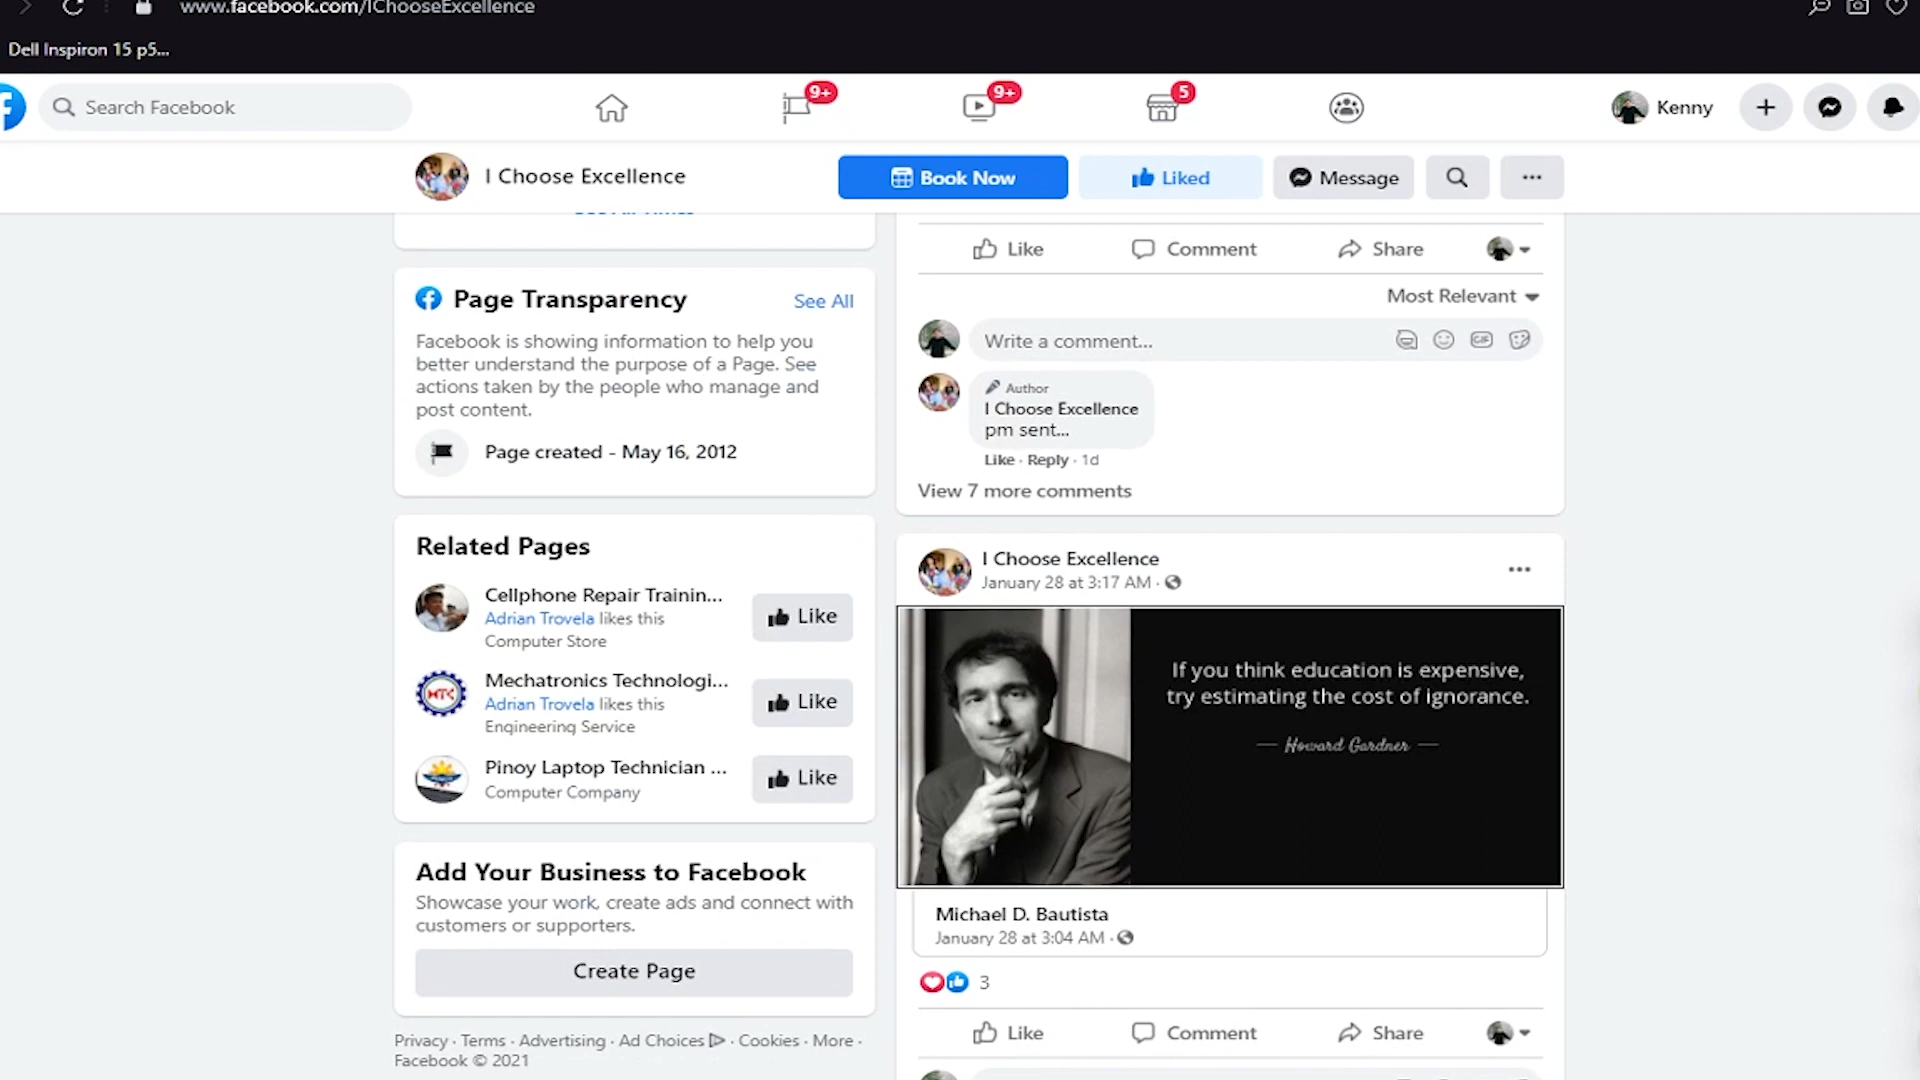 www.facebook.com/IChooseExcellence
Dell Inspiron 15 p5...
Search Facebook
9+
9+
5
Kenny
I Choose Excellence
Book Now
Liked
Message
Like
Comment
Share
Page Transparency
See All
Facebook is showing information to help you
better understand the purpose of a Page. See
actions taken by the people who manage and
post content.
Page created - May 16, 2012
Related Pages
Cellphone Repair Trainin...
Adrian Trovela likes this
Computer Store
Like
Mechatronics Technologi...
Adrian Trovela likes this
Engineering Service
Like
MTC
Pinoy Laptop Technician ...
Computer Company
Like
Add Your Business to Facebook
Showcase your work, create ads and connect with
customers or supporters.
Create Page
Privacy · Terms · Advertising · Ad Choices · Cookies · More ·
Facebook © 2021
Most Relevant
Write a comment...
GIF
Author
I Choose Excellence
pm sent...
Like · Reply · 1d
View 7 more comments
I Choose Excellence
January 28 at 3:17 AM ·
If you think education is expensive,
try estimating the cost of ignorance.
— Howard Gardner —
Michael D. Bautista
January 28 at 3:04 AM ·
3
Like
Comment
Share